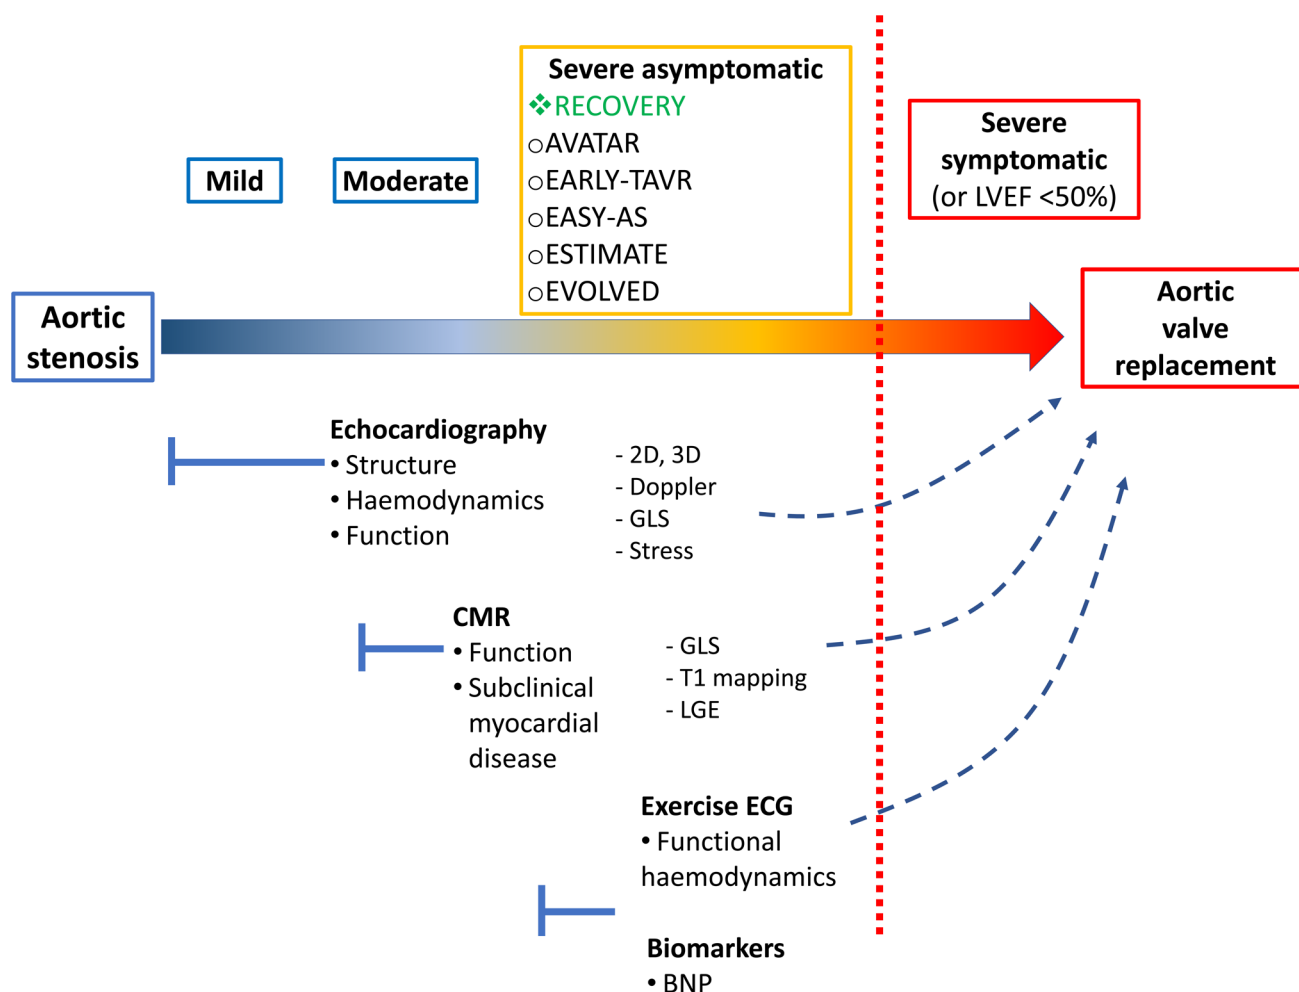 Severe asymptomatic
❖RECOVERY
○AVATAR
○EARLY-TAVR
○EASY-AS
○ESTIMATE
○EVOLVED
Mild
Moderate
Severe
symptomatic
(or LVEF <50%)
Aortic
stenosis
Aortic
valve
replacement
Echocardiography
• Structure
• Haemodynamics
• Function
- 2D, 3D
- Doppler
- GLS
- Stress
CMR
• Function
• Subclinical
myocardial
disease
- GLS
- T1 mapping
- LGE
Exercise ECG
• Functional
haemodynamics
Biomarkers
• BNP